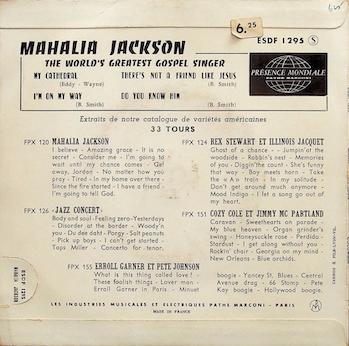 6.25
ESDF 1295 S
MAHALIA JACKSON
THE WORLD'S GREATEST GOSPEL SINGER
MY CATHEDRAL
(Eddy - Wayne)
THERE'S NOT A FRIEND LIKE JESUS
(B. Smith)
I'M ON MY WAY
(B. Smith)
DO YOU KNOW HIM
(B. Smith)
PRÉSENCE MONDIALE
PATHE MARCONI
Extraits de notre catalogue de variétés américaines
33 TOURS
FPX 120 MAHALIA JACKSON
I believe - Amazing grace - It is no
secret - Consider me - I'm going to
wait until my chance comes - Get
away, Jordan - No matter how you
pray - Tired - In my home over there -
Since the fire started - I have a friend
I'm going to tell God.
FPX 126 JAZZ CONCERT
Body and soul - Feeling zero - Yesterdays
- Disorder at the border - Woody'n
you - Dee dee dah! - Porgy - Salt peanuts
- Pick up boys - I can't get started -
Taps Miller - Concerto for tenor.
FPX 124 REX STEWART ET ILLINOIS JACQUET
Ghost of a chance - Jumpin' at the
woodside - Robbin's nest - Memories
of you - Diggin' the count - She's funny
that way - Boy meets horn - Take
the «A» train - In my solitude -
Don't get around much anymore -
Mood Indigo - I let a song go out of
my heart.
FPX 151 COZY COLE ET JIMMY MC PARTLAND
Caravan - Sweethearts on parade -
My blue heaven - Organ grinder's
swing - Honeysuckle rose - Perdido -
Stardust - I get along without you -
Rockin' chair - Georgia on my mind -
New Orleans - Blue orchids.
FPX 155 ERROLL GARNER ET PETE JOHNSON
What is this thing called love! -
These foolish things - Lover man -
Erroll Garner in Paris - Minuet
boogie - Yancey St. Blues - Central
Avenue drag - 66 Stomp - Pete
Kay boogie - Hollywood boogie.
LES INDUSTRIES MUSICALES ET ELECTRIQUES PATHE MARCONI - PARIS
MADE IN FRANCE